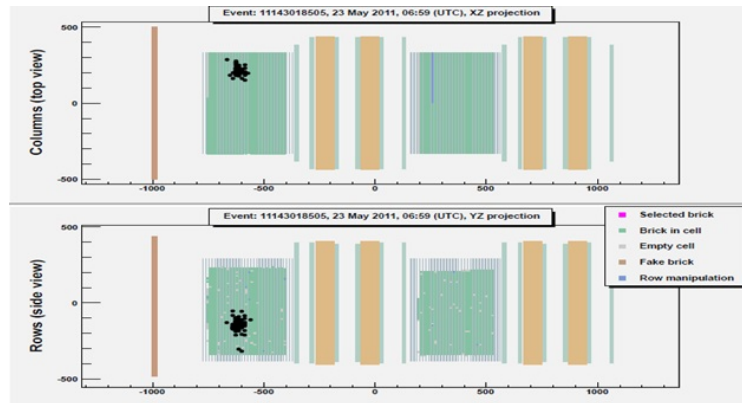 Event: 11143018505, 23 May 2011, 06:59 (UTC), XZ projection
500
0
-500
Columns (top view)
-1000
-500
0
500
1000
Event: 11143018505, 23 May 2011, 06:59 (UTC), YZ projection
500
0
-500
Rows (side view)
Selected brick
Brick in cell
Empty cell
Fake brick
Row manipulation
-1000
-500
0
500
1000